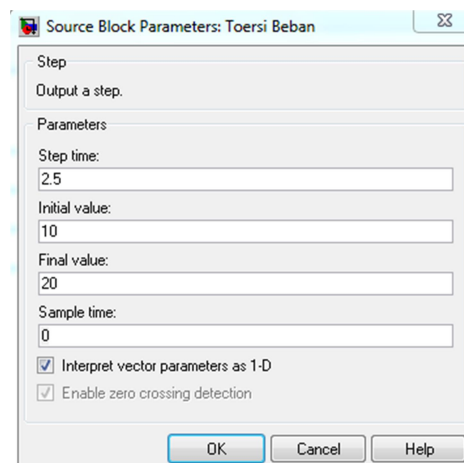 Source Block Parameters: Toersi Beban
Step
Output a step.
Parameters
Step time:
2.5
Initial value:
10
Final value:
20
Sample time:
0
Interpret vector parameters as 1-D
Enable zero crossing detection
OK Cancel Help